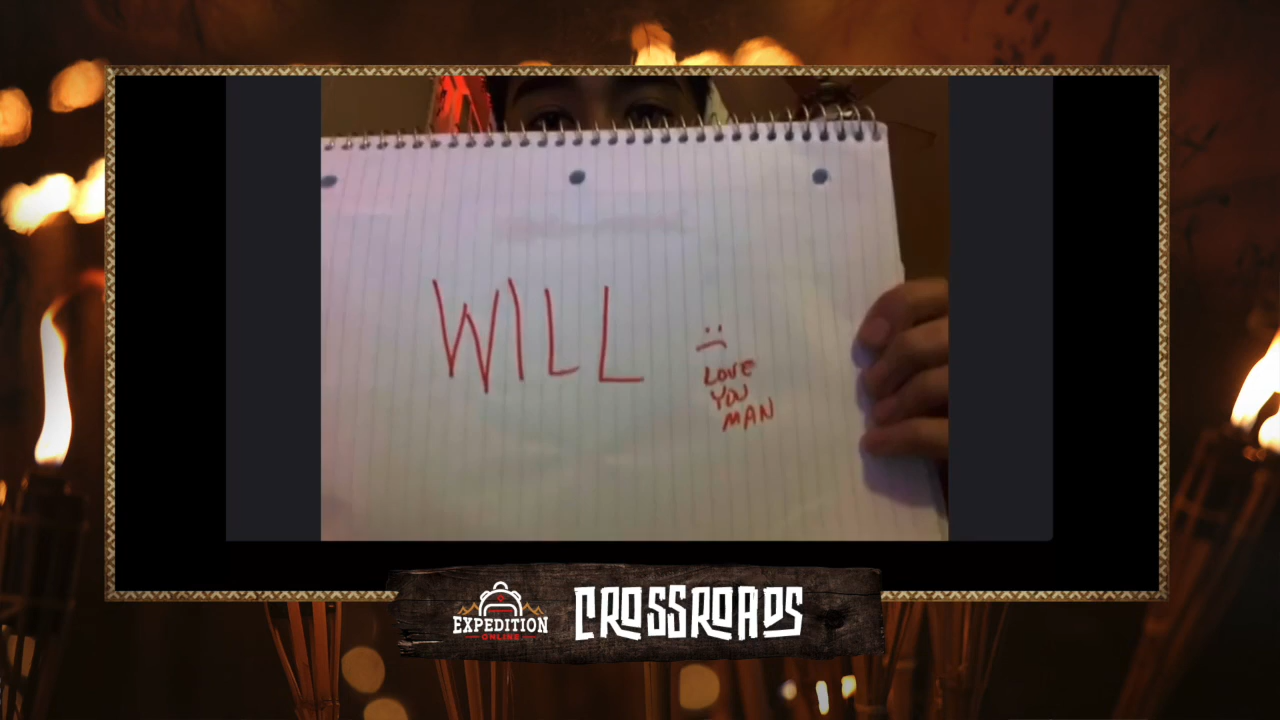 WILL
:(
LOVE
YOU
MAN
EXPEDITION
ONLINE
CROSSROADS